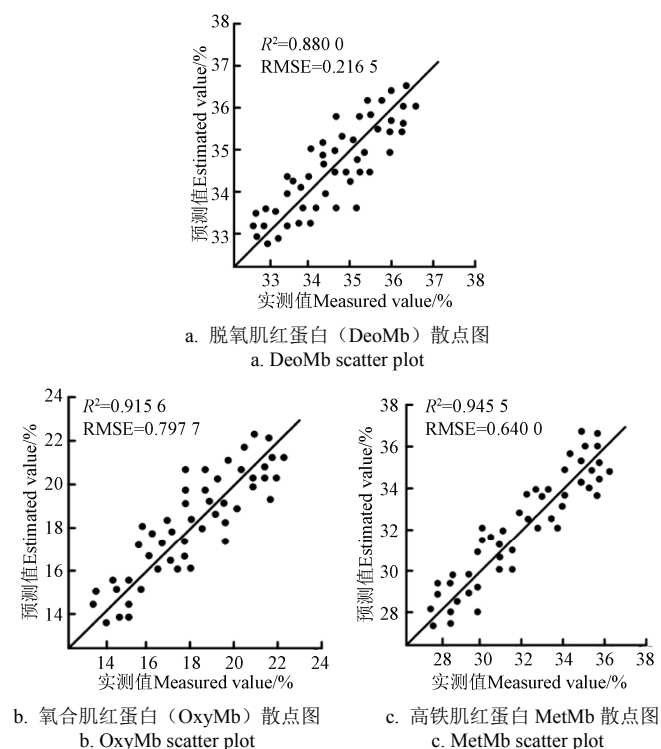 38
37
36
35
34
33
R²=0.880 0
RMSE=0.216 5
预测值Estimated value/%
33 34 35 36 37 38
实测值Measured value/%
a. 脱氧肌红蛋白（DeoMb）散点图
a. DeoMb scatter plot
24
22
20
18
16
14
R²=0.915 6
RMSE=0.797 7
预测值Estimated value/%
14 16 18 20 22 24
实测值Measured value/%
b. 氧合肌红蛋白（OxyMb）散点图
b. OxyMb scatter plot
38
36
34
32
30
28
R²=0.945 5
RMSE=0.640 0
预测值Estimated value/%
28 30 32 34 36 38
实测值Measured value/%
c. 高铁肌红蛋白 MetMb 散点图
c. MetMb scatter plot